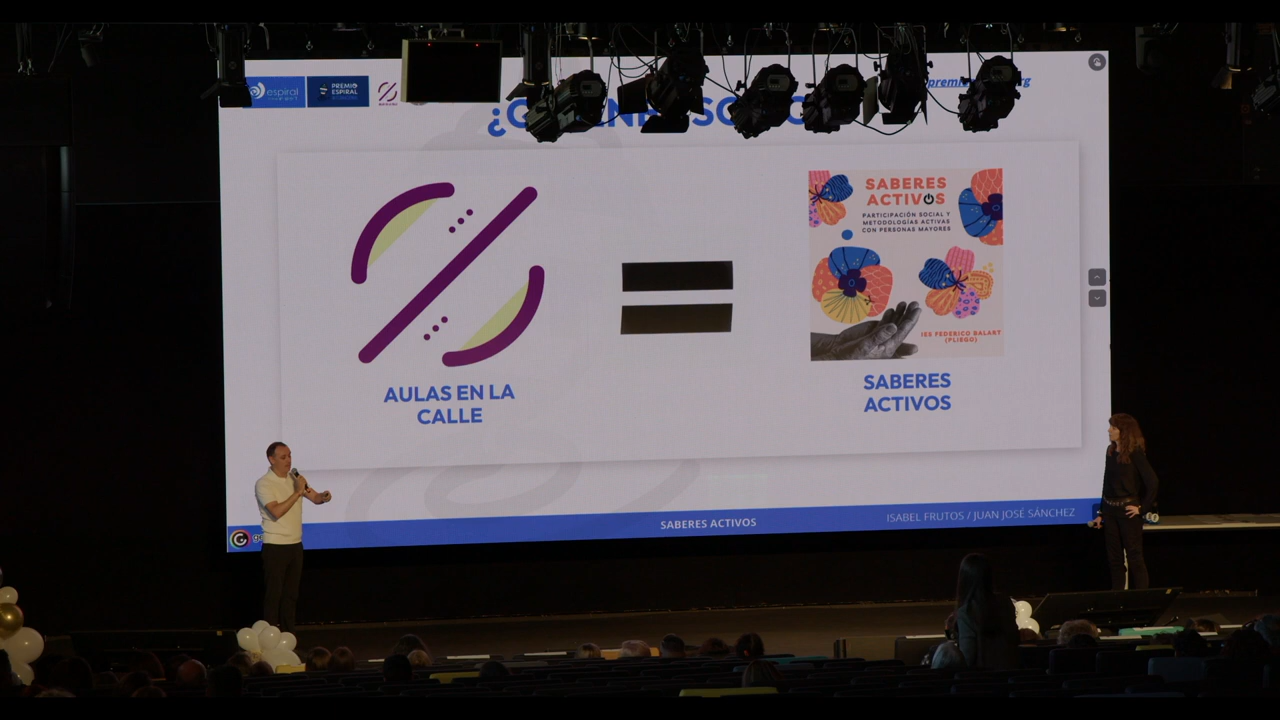 espiral
PREMIO
ESPIRAL
SABERES
ACTIVOS
PARTICIPACIÓN SOCIAL Y
METODOLOGÍAS ACTIVAS
CON PERSONAS MAYORES
IES FEDERICO BALART
(PLIEGO)
AULAS EN LA
CALLE
SABERES
ACTIVOS
SABERES ACTIVOS
ISABEL FRUTOS / JUAN JOSÉ SÁNCHEZ